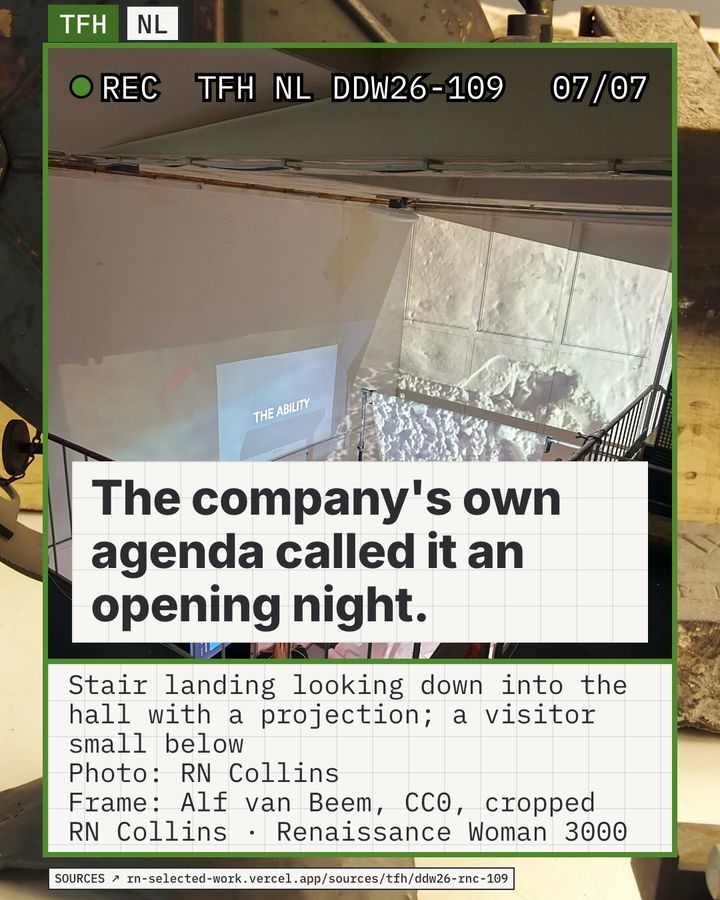 TFH NL
REC TFH NL DDW26-109 07/07
THE ABILITY
The company's own
agenda called it an
opening night.
Stair landing looking down into the
hall with a projection; a visitor
small below
Photo: RN Collins
Frame: Alf van Beem, CC0, cropped
RN Collins · Renaissance Woman 3000
SOURCES ↗ rn-selected-work.vercel.app/sources/tfh/ddw26-rnc-109